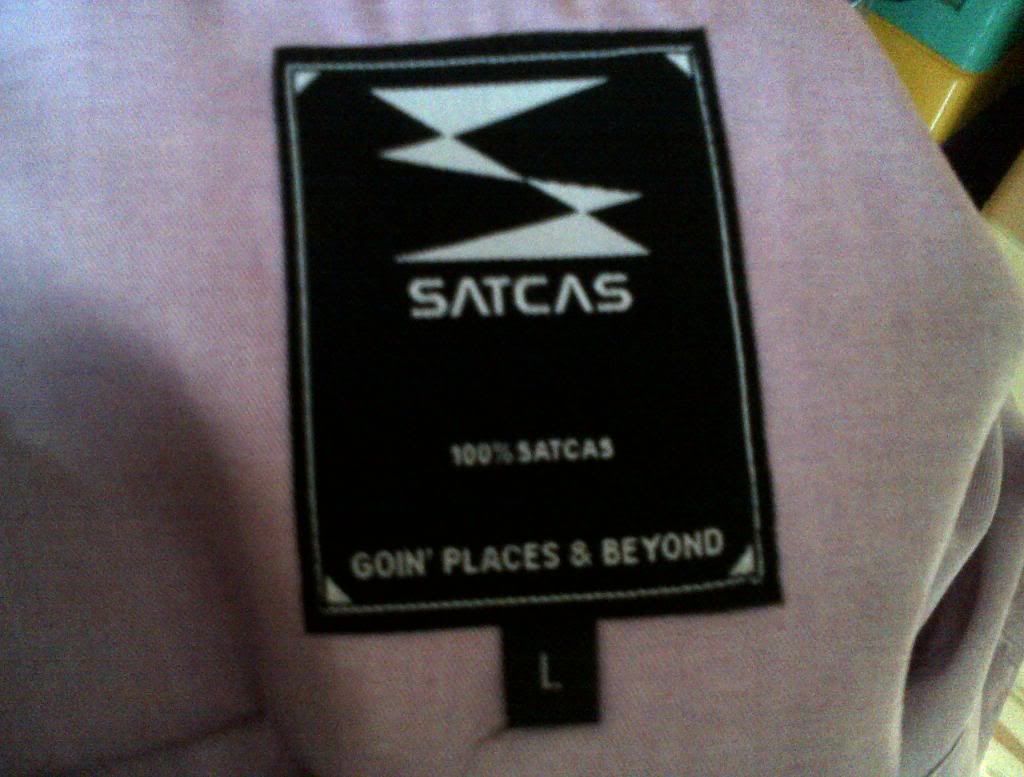 SATCAS
100% SATCAS
GOIN' PLACES & BEYOND
L